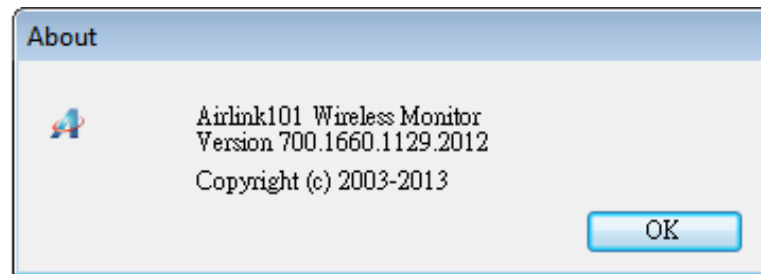 About
Airlink101 Wireless Monitor
Version 700.1660.1129.2012
Copyright (c) 2003-2013
OK